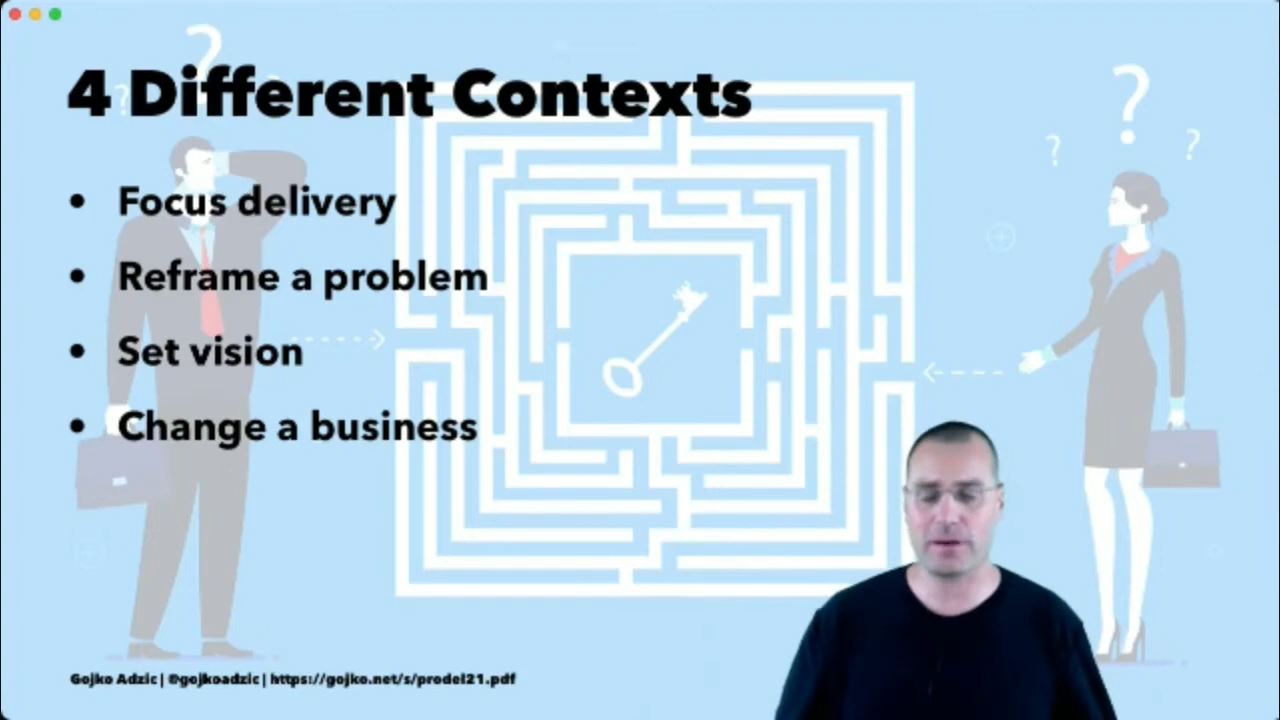 4 Different Contexts
• Focus delivery
• Reframe a problem
• Set vision
• Change a business
Gojko Adzic | @gojkoadzic | https://gojko.net/s/prodel21.pdf